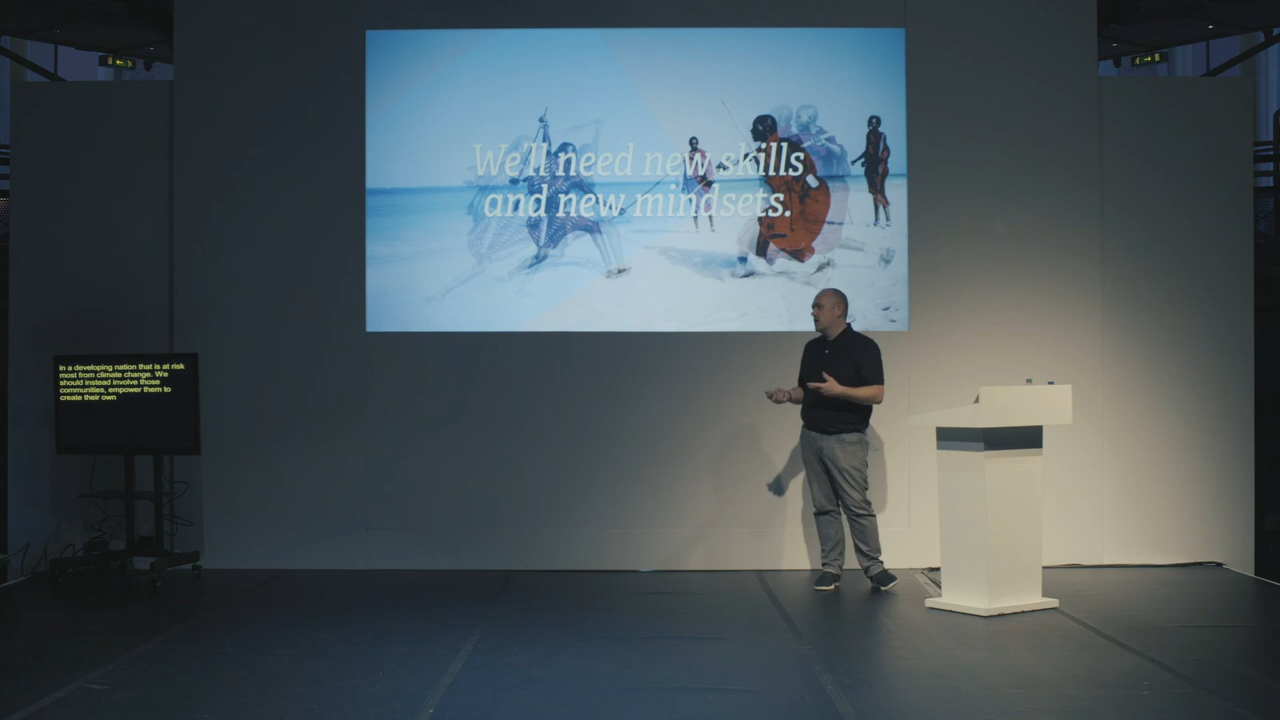 We'll need new skills
and new mindsets.
in a developing nation that is at risk
most from climate change. We
should instead involve those
communities, empower them to
create their own